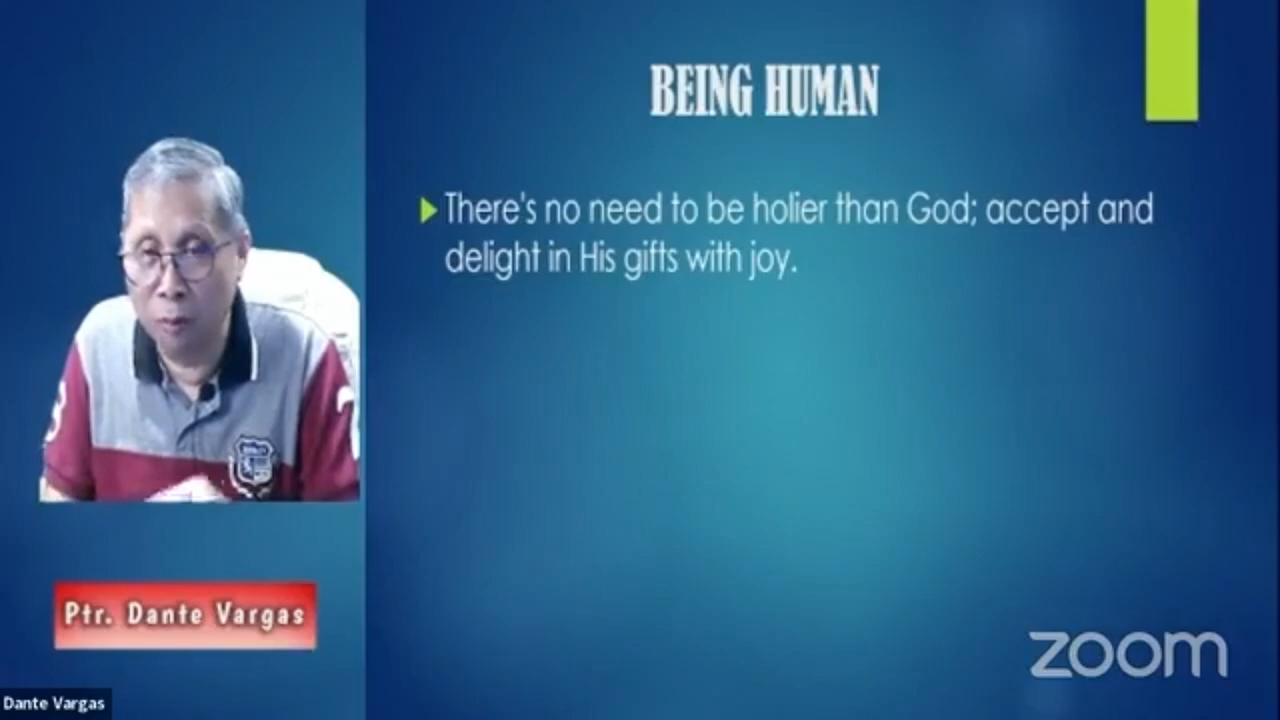 BEING HUMAN
There's no need to be holier than God; accept and
delight in His gifts with joy.
Ptr. Dante Vargas
Dante Vargas
zoom